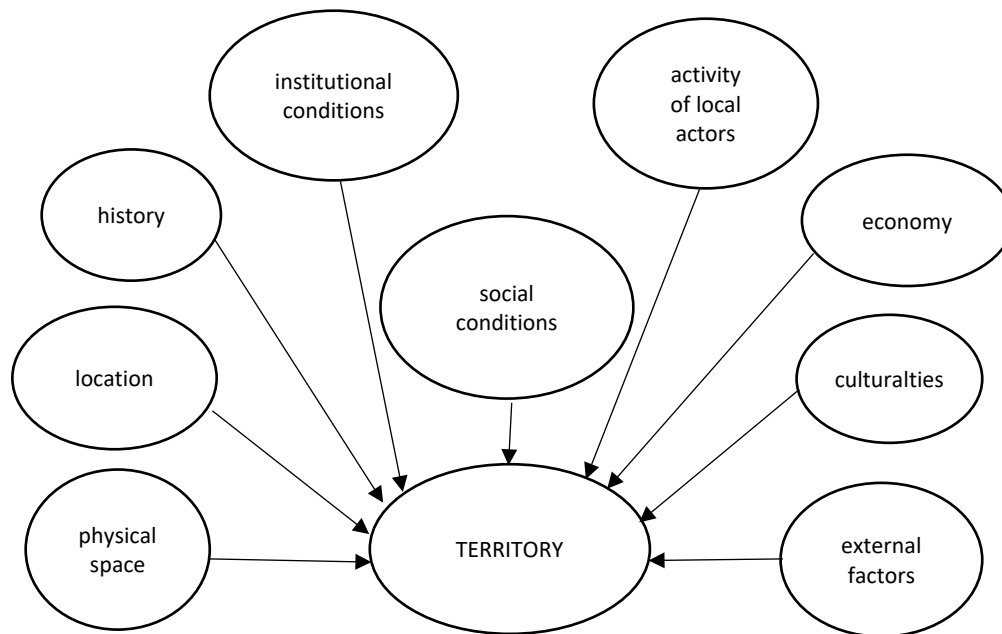 institutional
conditions
activity
of local
actors
history
economy
social
conditions
location
culturalties
physical
space
TERRITORY
external
factors